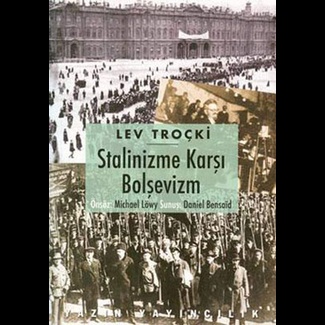 LEV TROÇKİ
Stalinizme Karşı
Bolşevizm
Önsöz: Michael Löwy Sunuş: Daniel Bensaïd
YAZIN YAYINCILIK